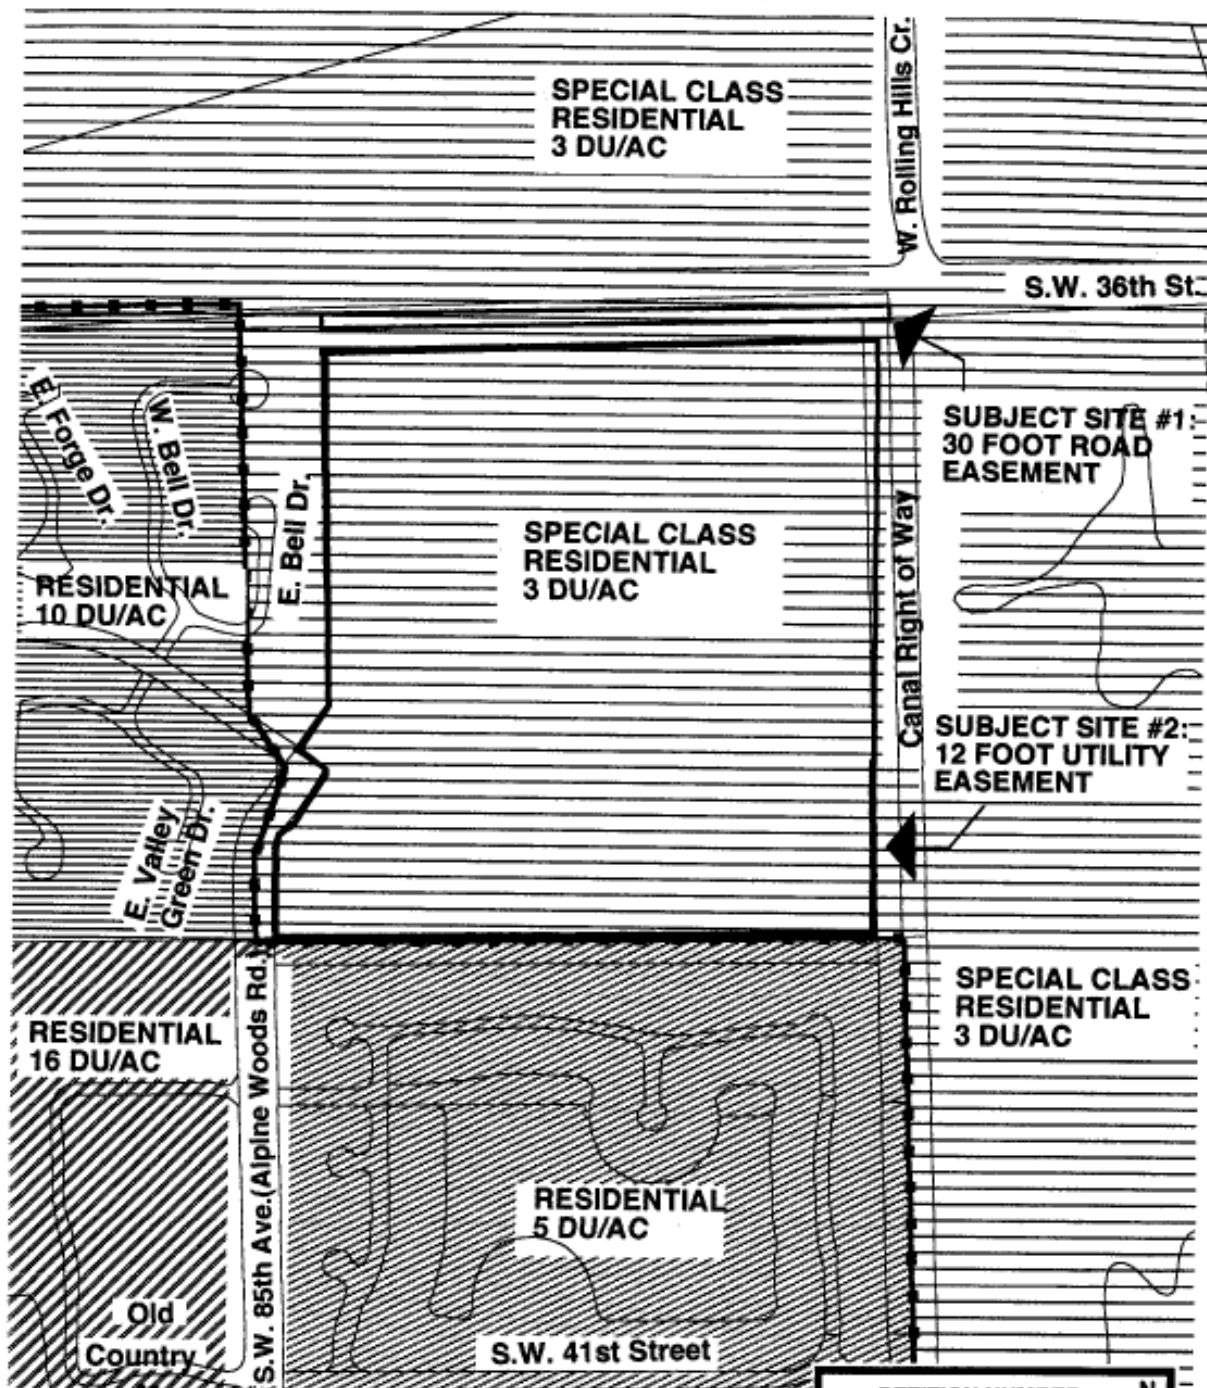 SPECIAL CLASS
RESIDENTIAL
3 DU/AC
W. Rolling Hills Cr.
S.W. 36th St.
E. Forge Dr.
W. Bell Dr.
E. Bell Dr.
SUBJECT SITE #1:
30 FOOT ROAD
EASEMENT
SPECIAL CLASS
RESIDENTIAL
3 DU/AC
Canal Right of Way
RESIDENTIAL
10 DU/AC
SUBJECT SITE #2:
12 FOOT UTILITY
EASEMENT
E. Valley
Green Dr.
RESIDENTIAL
16 DU/AC
S.W. 85th Ave.(Alpine Woods Rd.)
SPECIAL CLASS
RESIDENTIAL
3 DU/AC
RESIDENTIAL
5 DU/AC
Old
Country
S.W. 41st Street
PETITION NUMBER
N